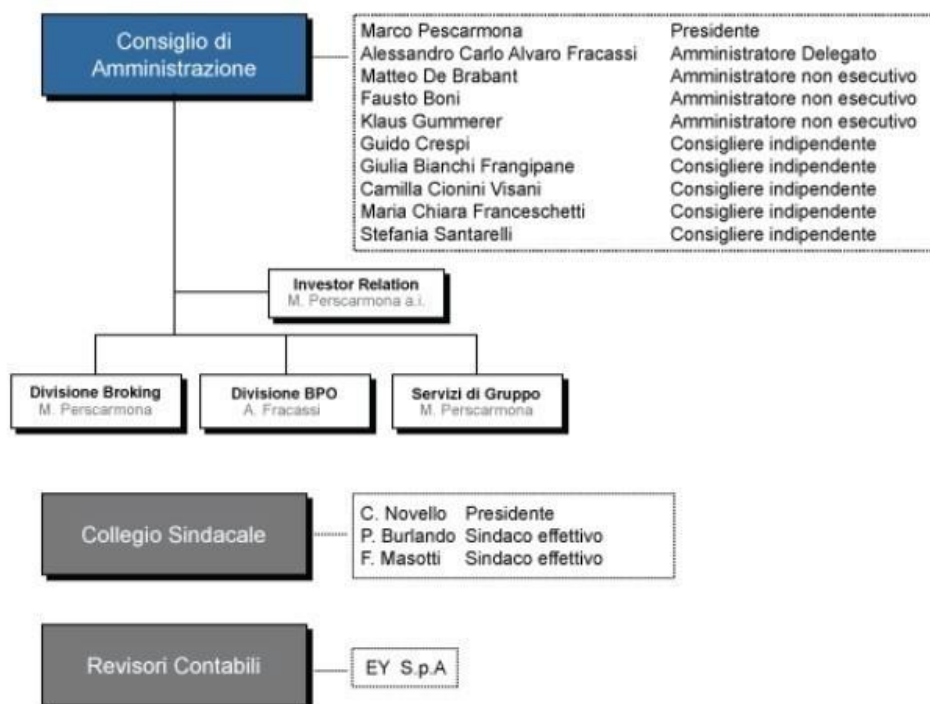 Consiglio di
Amministrazione
Marco Pescarmona Presidente
Alessandro Carlo Alvaro Fracassi Amministratore Delegato
Matteo De Brabant Amministratore non esecutivo
Fausto Boni Amministratore non esecutivo
Klaus Gummerer Amministratore non esecutivo
Guido Crespi Consigliere indipendente
Giulia Bianchi Frangipane Consigliere indipendente
Camilla Cionini Visani Consigliere indipendente
Maria Chiara Franceschetti Consigliere indipendente
Stefania Santarelli Consigliere indipendente
Investor Relation
M. Perscarmona a.i.
Divisione Broking
M. Perscarmona
Divisione BPO
A. Fracassi
Servizi di Gruppo
M. Perscarmona
Collegio Sindacale
C. Novello Presidente
P. Burlando Sindaco effettivo
F. Masotti Sindaco effettivo
Revisori Contabili
EY S.p.A